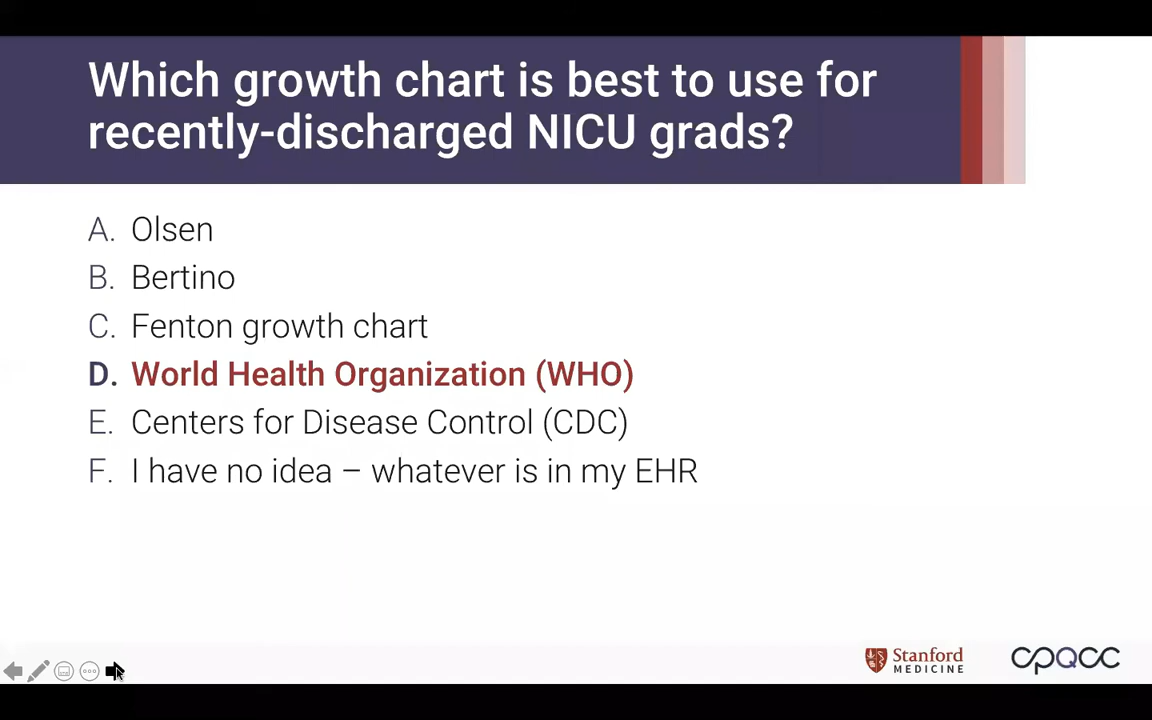 Which growth chart is best to use for
recently-discharged NICU grads?
A. Olsen
B. Bertino
C. Fenton growth chart
D. World Health Organization (WHO)
E. Centers for Disease Control (CDC)
F. I have no idea – whatever is in my EHR
Stanford
MEDICINE
cpqcc